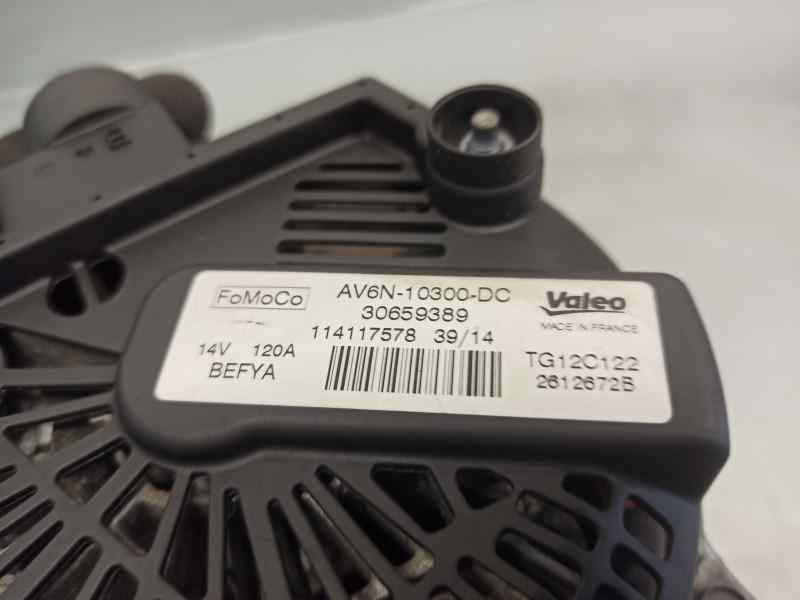 FoMoCo
AV6N-10300-DC
30659389
114117578 39/14
14V 120A
BEFYA
Valeo
MADE IN FRANCE
TG12C122
2612672B